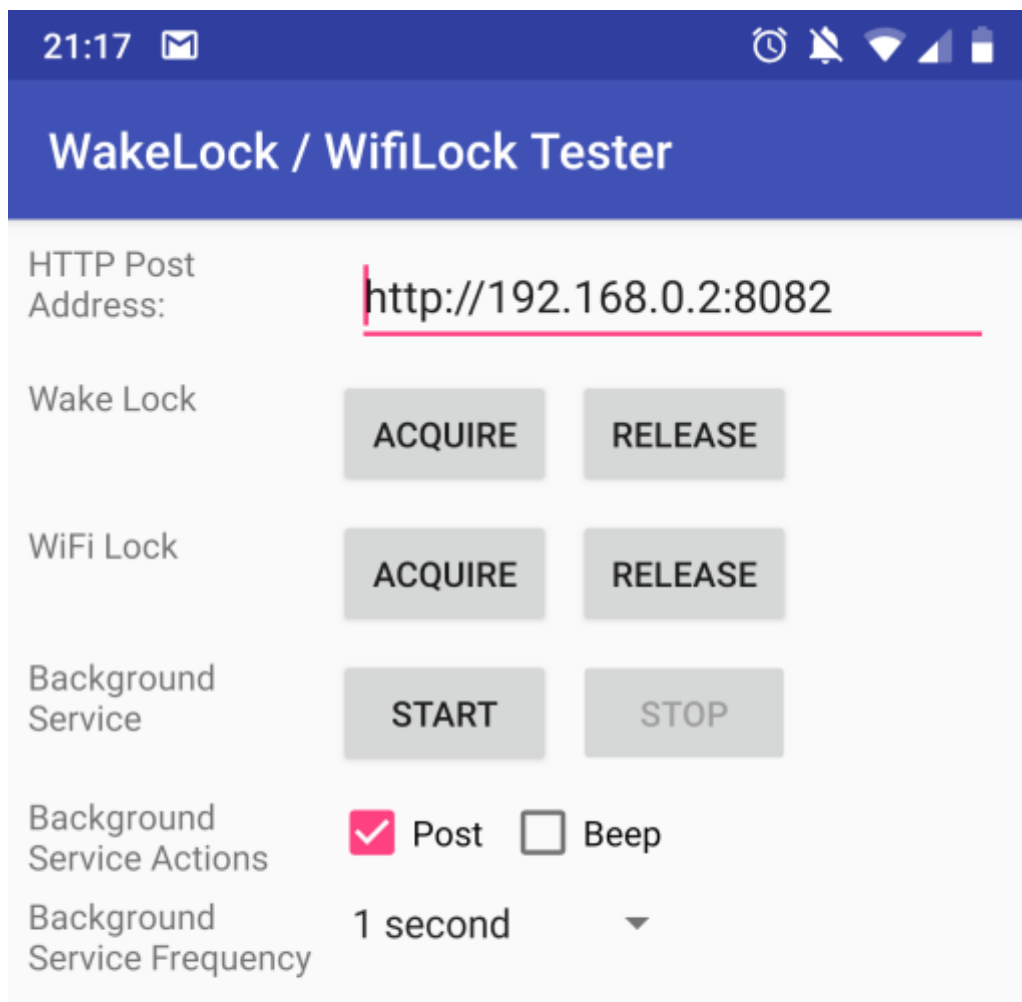 21:17
WakeLock / WifiLock Tester
HTTP Post
Address:
http://192.168.0.2:8082
Wake Lock
ACQUIRE RELEASE
WiFi Lock
ACQUIRE RELEASE
Background
Service
START STOP
Background
Service Actions
Post Beep
Background
Service Frequency
1 second